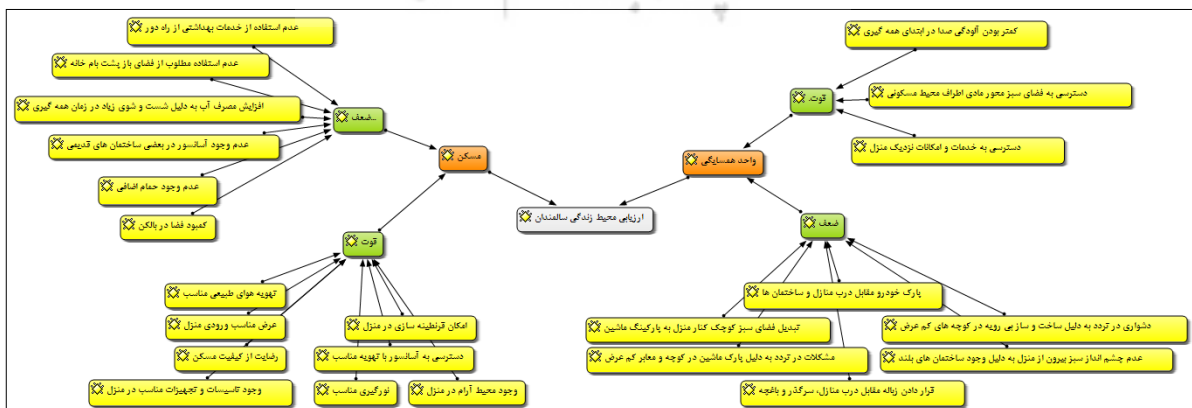 عدم استفاده از خدمات بهداشتی از راه دور
عدم استفاده مطلوب از فضای باز پشت بام خانه
افزایش مصرف آب به دلیل شست و شوی زیاد در زمان همه گیری
عدم وجود آسانسور در بعضی ساختمان های قدیمی
عدم وجود حمام اضافی
کمبود فضا در بالکن
ضعف...
مسکن
قوت
تهویه هوای طبیعی مناسب
عرض مناسب ورودی منزل
رضایت از کیفیت مسکن
وجود تاسیسات و تجهیزات مناسب در منزل
امکان قرنطینه سازی در منزل
دسترسی به آسانسور با تهویه مناسب
نورگیری مناسب
وجود محیط آرام در منزل
ارزیابی محیط زندگی سالمندان
کمتر بودن آلودگی صدا در ابتدای همه گیری
دسترسی به فضای سبز محور مادی اطراف محیط مسکونی
دسترسی به خدمات و امکانات نزدیک منزل
قوت.
واحد همسایگی
ضعف
پارک خودرو مقابل درب منازل و ساختمان ها
تبدیل فضای سبز کوچک کنار منزل به پارکینگ ماشین
دشواری در تردد به دلیل ساخت و ساز بی رویه در کوچه های کم عرض
مشکلات در تردد به دلیل پارک ماشین در کوچه و معابر کم عرض
عدم چشم انداز سبز بیرون از منزل به دلیل وجود ساختمان های بلند
قرار دادن زباله مقابل درب منازل، سرگذر و باغچه